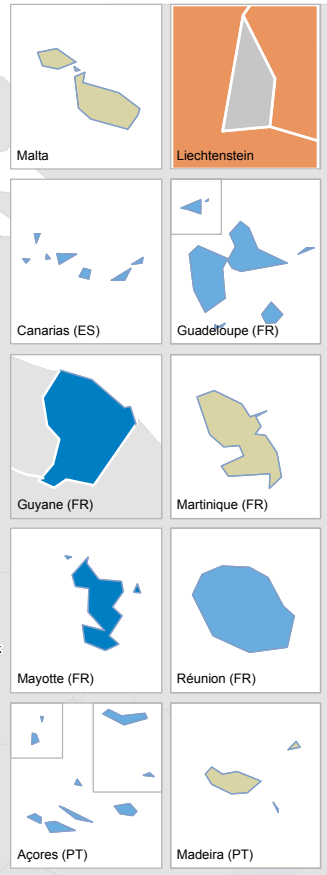 Malta
Liechtenstein
Canarias (ES)
Guadeloupe (FR)
Guyane (FR)
Martinique (FR)
Mayotte (FR)
Réunion (FR)
Açores (PT)
Madeira (PT)